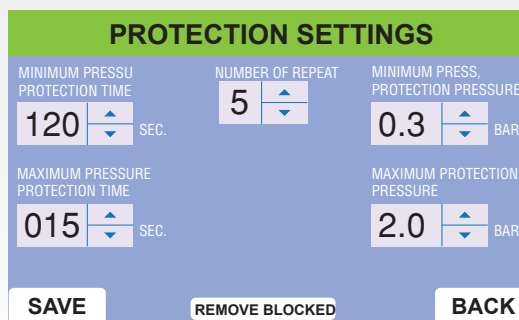 PROTECTION SETTINGS
MINIMUM PRESSU
PROTECTION TIME
120 SEC.
NUMBER OF REPEAT
5
MINIMUM PRESS,
PROTECTION PRESSURE
0.3 BAR
MAXIMUM PRESSURE
PROTECTION TIME
015 SEC.
MAXIMUM PROTECTION
PRESSURE
2.0 BAR
SAVE
REMOVE BLOCKED
BACK